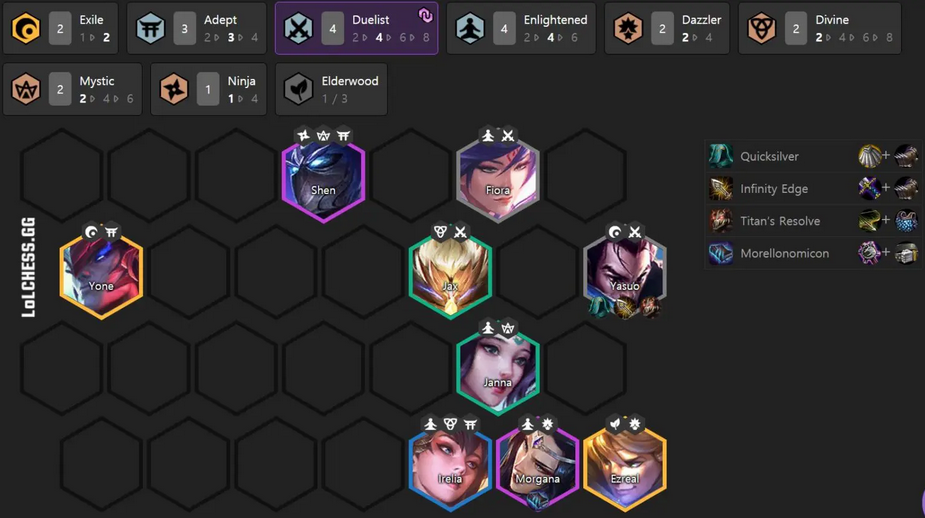 Exile
2
1 ▷ 2
Adept
3
2 ▷ 3 ▷ 4
Duelist
4
2 ▷ 4 ▷ 6 ▷ 8
Enlightened
4
2 ▷ 4 ▷ 6
Dazzler
2
2 ▷ 4
Divine
2
2 ▷ 4 ▷ 6 ▷ 8
Mystic
2
2 ▷ 4 ▷ 6
Ninja
1
1 ▷ 4
Elderwood
1 / 3
LoLCHESS.GG
Shen
Fiora
Yone
Jax
Yasuo
Janna
Irelia
Morgana
Ezreal
Quicksilver +
Infinity Edge +
Titan's Resolve +
Morellonomicon +